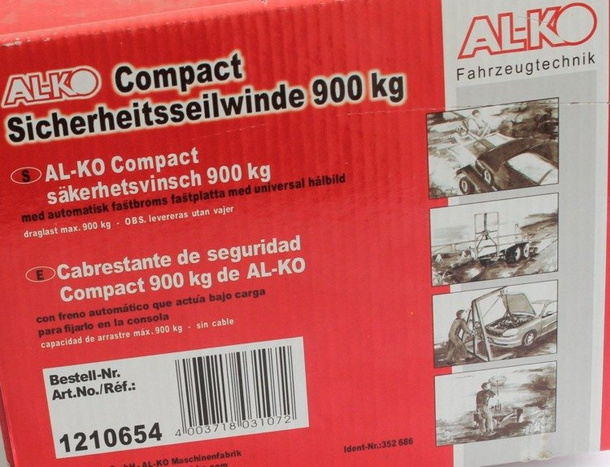 AL-KO
Fahrzeugtechnik
AL-KO Compact
Sicherheitsseilwinde 900 kg
S AL-KO Compact
säkerhetsvinsch 900 kg
med automatisk fastbroms fastplatta med universal hålbild
draglast max. 900 kg - OBS. levereras utan vajer
E Cabrestante de seguridad
Compact 900 kg de AL-KO
con freno automático que actúa bajo carga
para fijarlo en la consola
capacidad de arrastre máx. 900 kg - sin cable
Bestell-Nr.
Art.No./Réf.:
1210654
4 003718 031072
AL-KO Maschinenfabrik
Ident-Nr.: 352 686